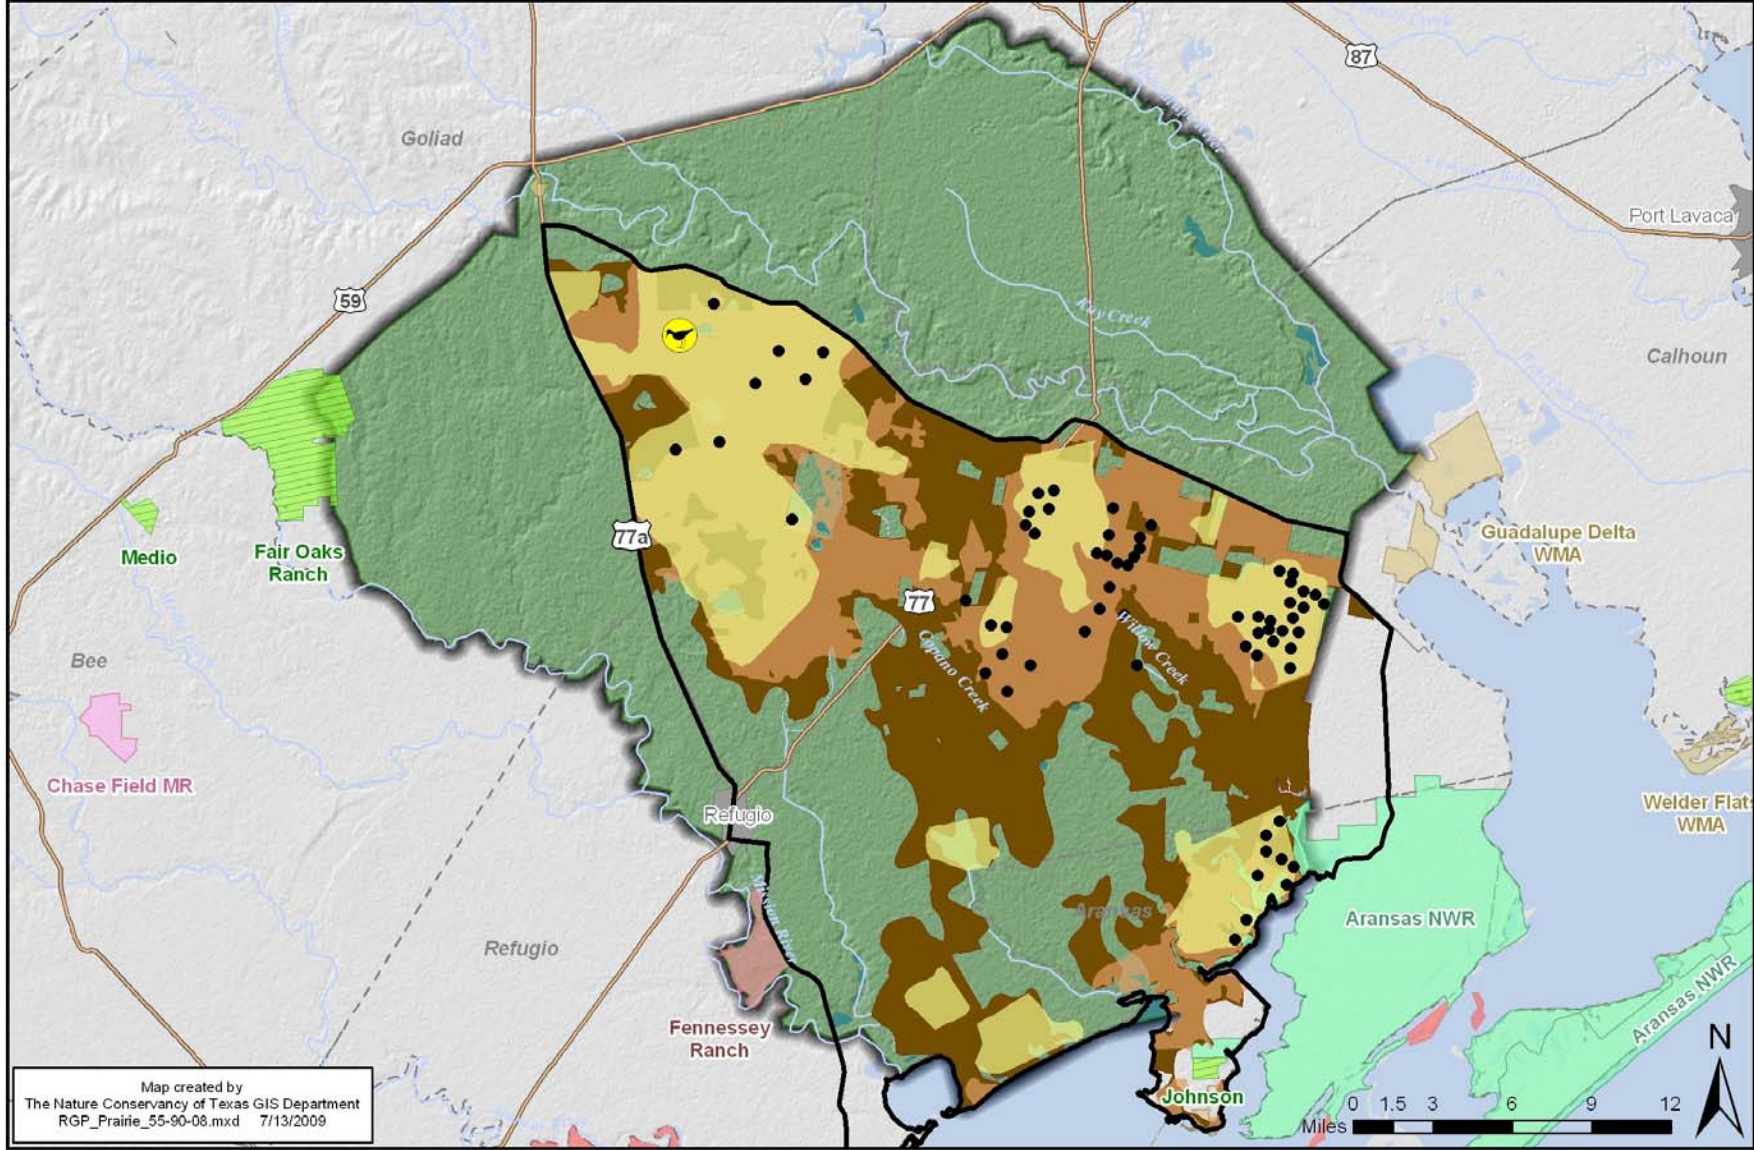 87
Goliad
Port Lavaca
59
Kuy Creek
Calhoun
77a
Guadalupe Delta
WMA
Medio
Fair Oaks
Ranch
77
Copano Creek
Willow Creek
Bee
Chase Field MR
Refugio
Welder Flats
WMA
Aransas
Aransas NWR
Mission River
Refugio
Aransas NWR
Fennessey
Ranch
Johnson
N
0 1.5 3 6 9 12
Miles
Map created by
The Nature Conservancy of Texas GIS Department
RGP_Prairie_55-90-08.mxd 7/13/2009